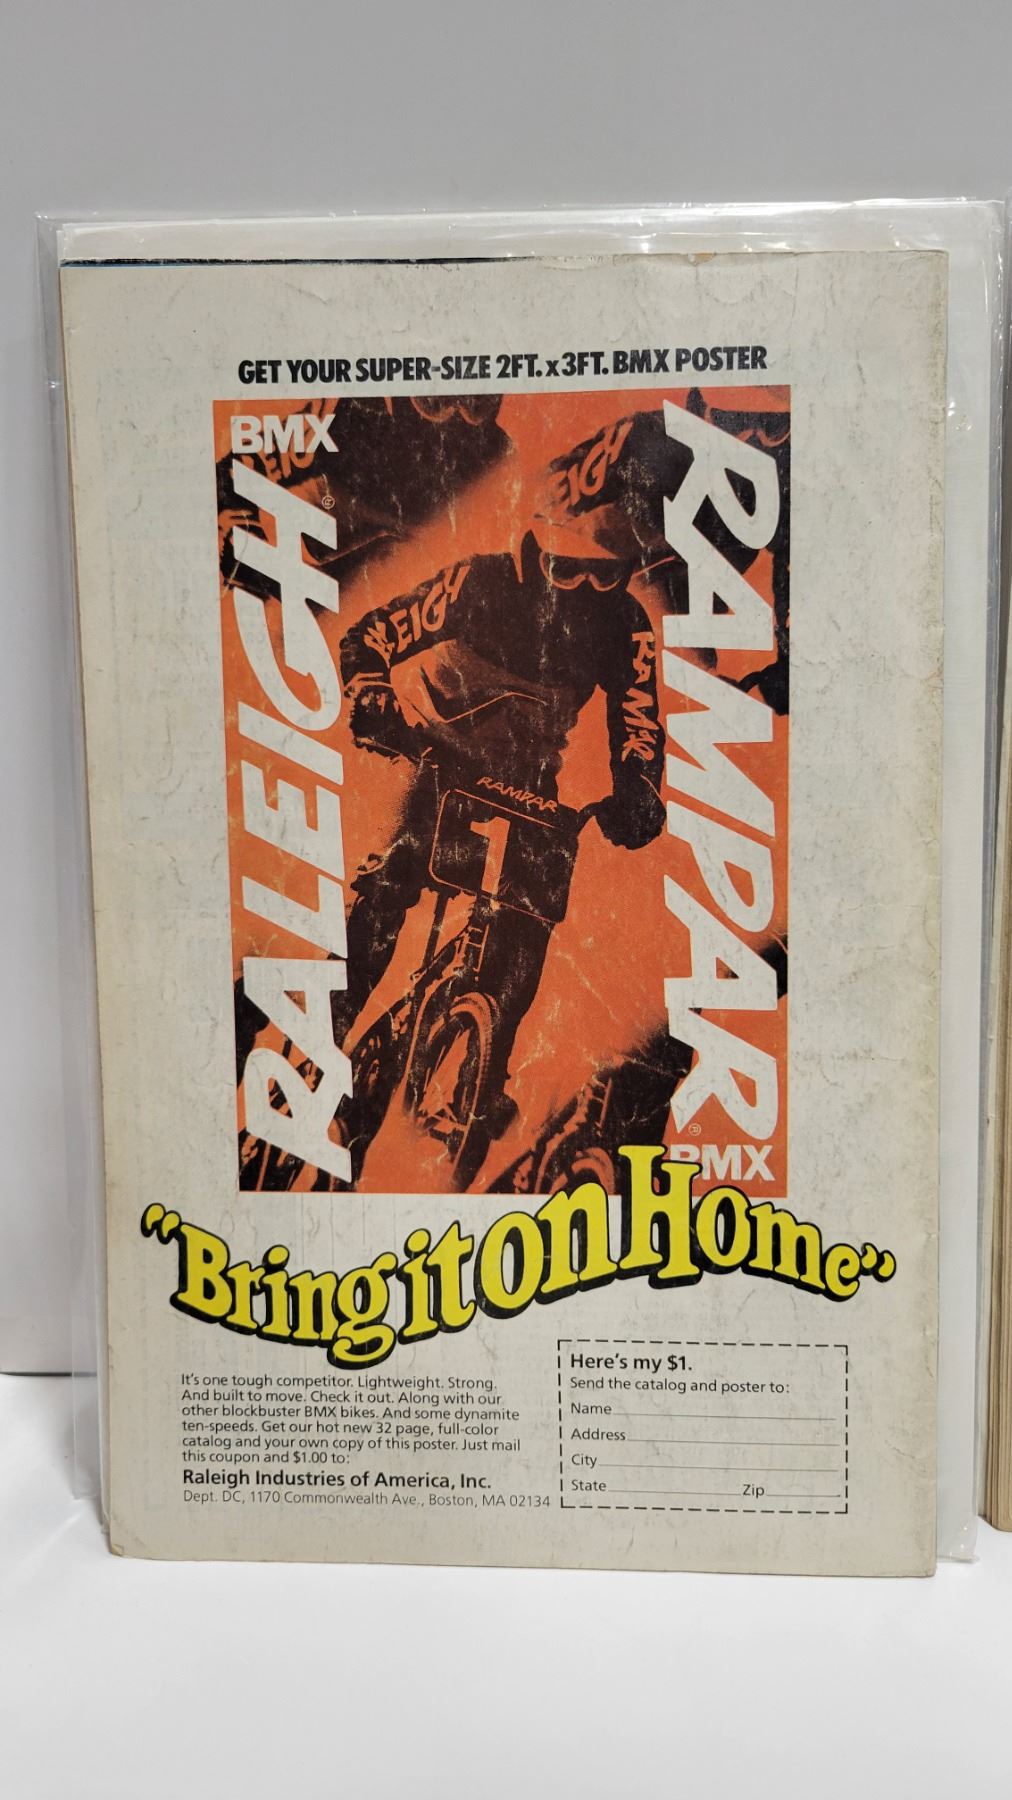 GET YOUR SUPER-SIZE 2FT. x 3FT. BMX POSTER
BMX
RALEIGH®
EIGH
LEIGH
RAMPAR
RAMPAR
1
RAMPAR®
BMX
"Bring it on Home"
It's one tough competitor. Lightweight. Strong.
And built to move. Check it out. Along with our
other blockbuster BMX bikes. And some dynamite
ten-speeds. Get our hot new 32 page, full-color
catalog and your own copy of this poster. Just mail
this coupon and $1.00 to:
Raleigh Industries of America, Inc.
Dept. DC, 1170 Commonwealth Ave., Boston, MA 02134
Here's my $1.
Send the catalog and poster to:
Name
Address
City
State Zip